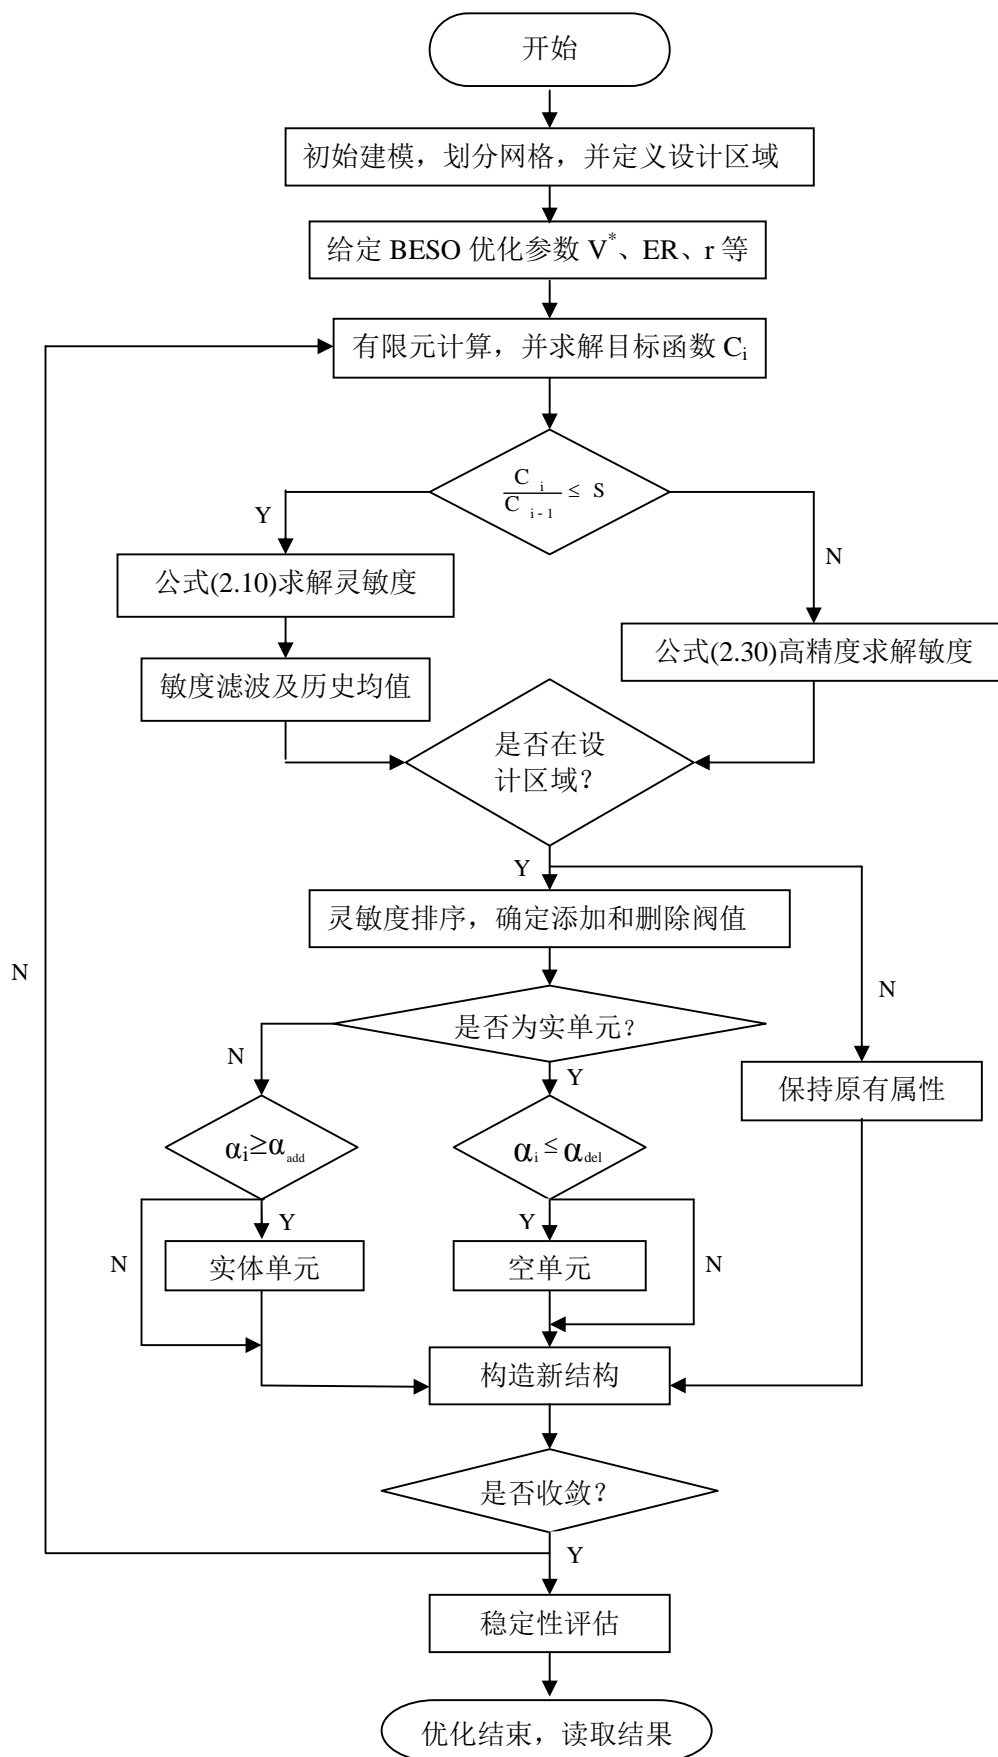 开始
初始建模，划分网格，并定义设计区域
给定 BESO 优化参数 V*、ER、r 等
有限元计算，并求解目标函数 Ci
C i / C i-1 ≤ S
Y
N
公式(2.10)求解灵敏度
公式(2.30)高精度求解敏度
敏度滤波及历史均值
是否在设
计区域？
Y
灵敏度排序，确定添加和删除阀值
N
N
是否为实单元？
N
Y
保持原有属性
αi≥αadd
αi≤αdel
Y
Y
N
实体单元
空单元
N
构造新结构
是否收敛？
Y
稳定性评估
优化结束，读取结果